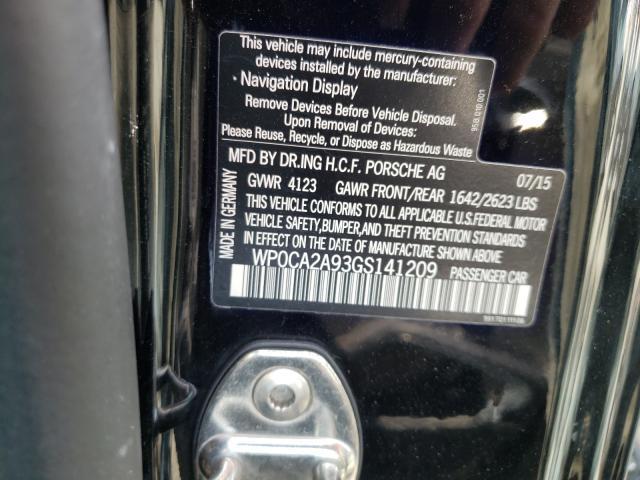 This vehicle may include mercury-containing
devices installed by the manufacturer:
• Navigation Display
Remove Devices Before Vehicle Disposal.
Upon Removal of Devices:
Please Reuse, Recycle, or Dispose as Hazardous Waste
958 010 001
MFD BY DR.ING H.C.F. PORSCHE AG 07/15
GVWR 4123 GAWR FRONT/REAR 1642/2623 LBS
THIS VEHICLE CONFORMS TO ALL APPLICABLE U.S.FEDERAL MOTOR
VEHICLE SAFETY,BUMPER,AND THEFT PREVENTION STANDARDS
IN EFFECT ON THE DATE OF MANUFACTURE SHOWN ABOVE
WP0CA2A93GS141209 PASSENGER CAR
MADE IN GERMANY